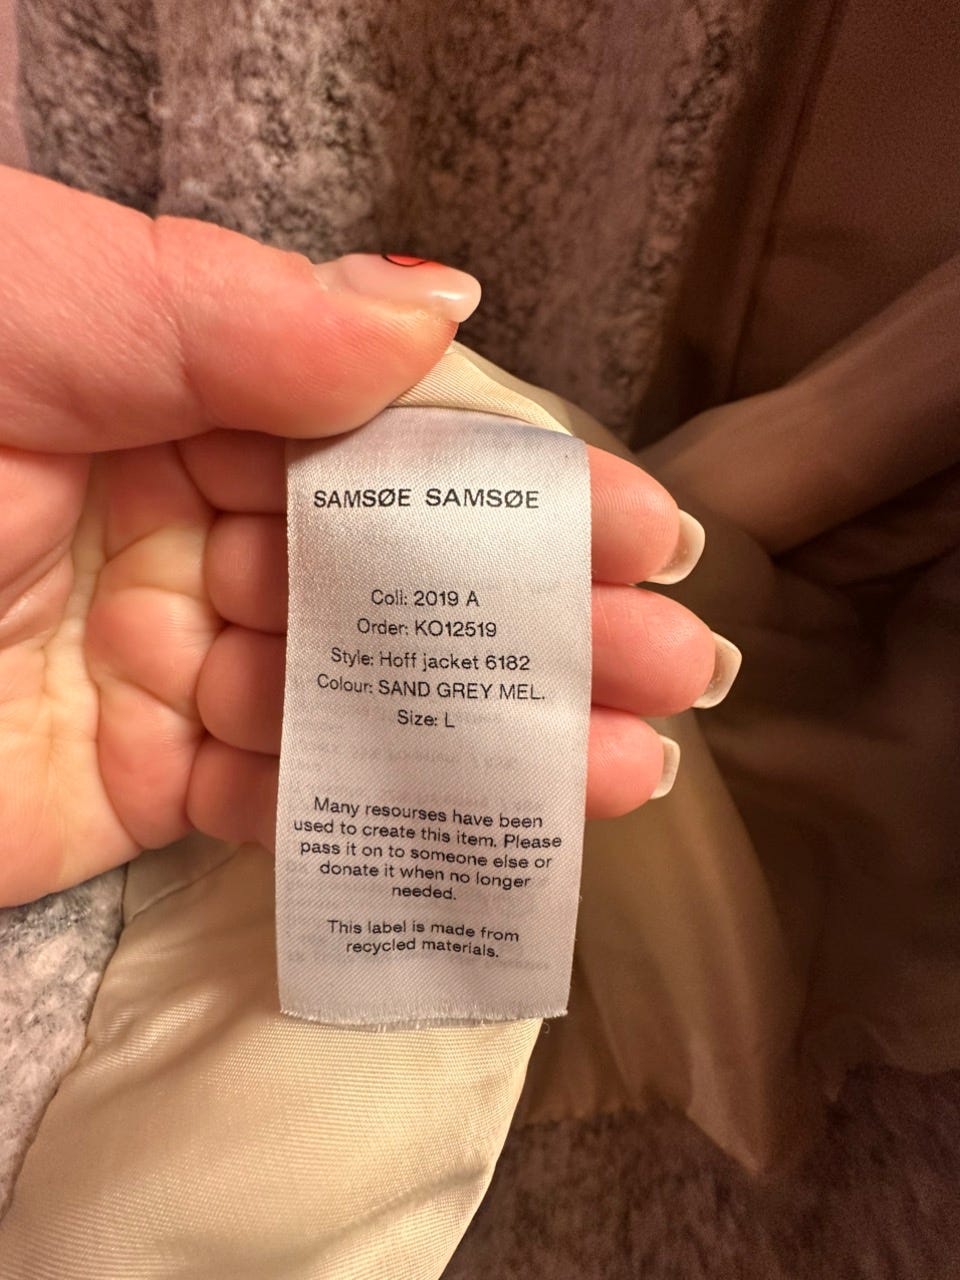 SAMSØE SAMSØE
Coli: 2019 A
Order: KO12519
Style: Hoff jacket 6182
Colour: SAND GREY MEL.
Size: L
Many resourses have been
used to create this item. Please
pass it on to someone else or
donate it when no longer
needed.
This label is made from
recycled materials.